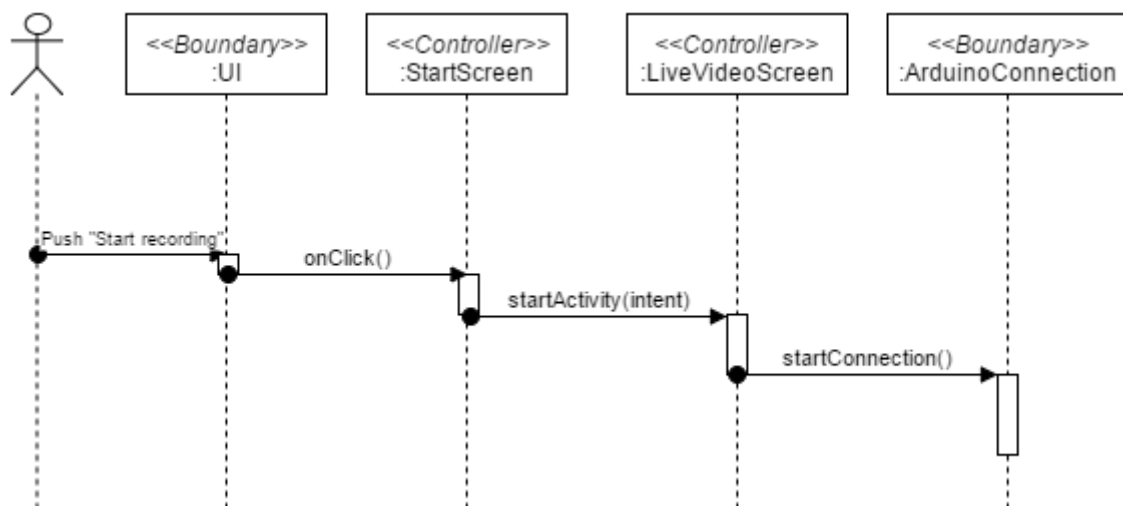 <<Boundary>>
:UI
<<Controller>>
:StartScreen
<<Controller>>
:LiveVideoScreen
<<Boundary>>
:ArduinoConnection
Push "Start recording"
onClick()
startActivity(intent)
startConnection()